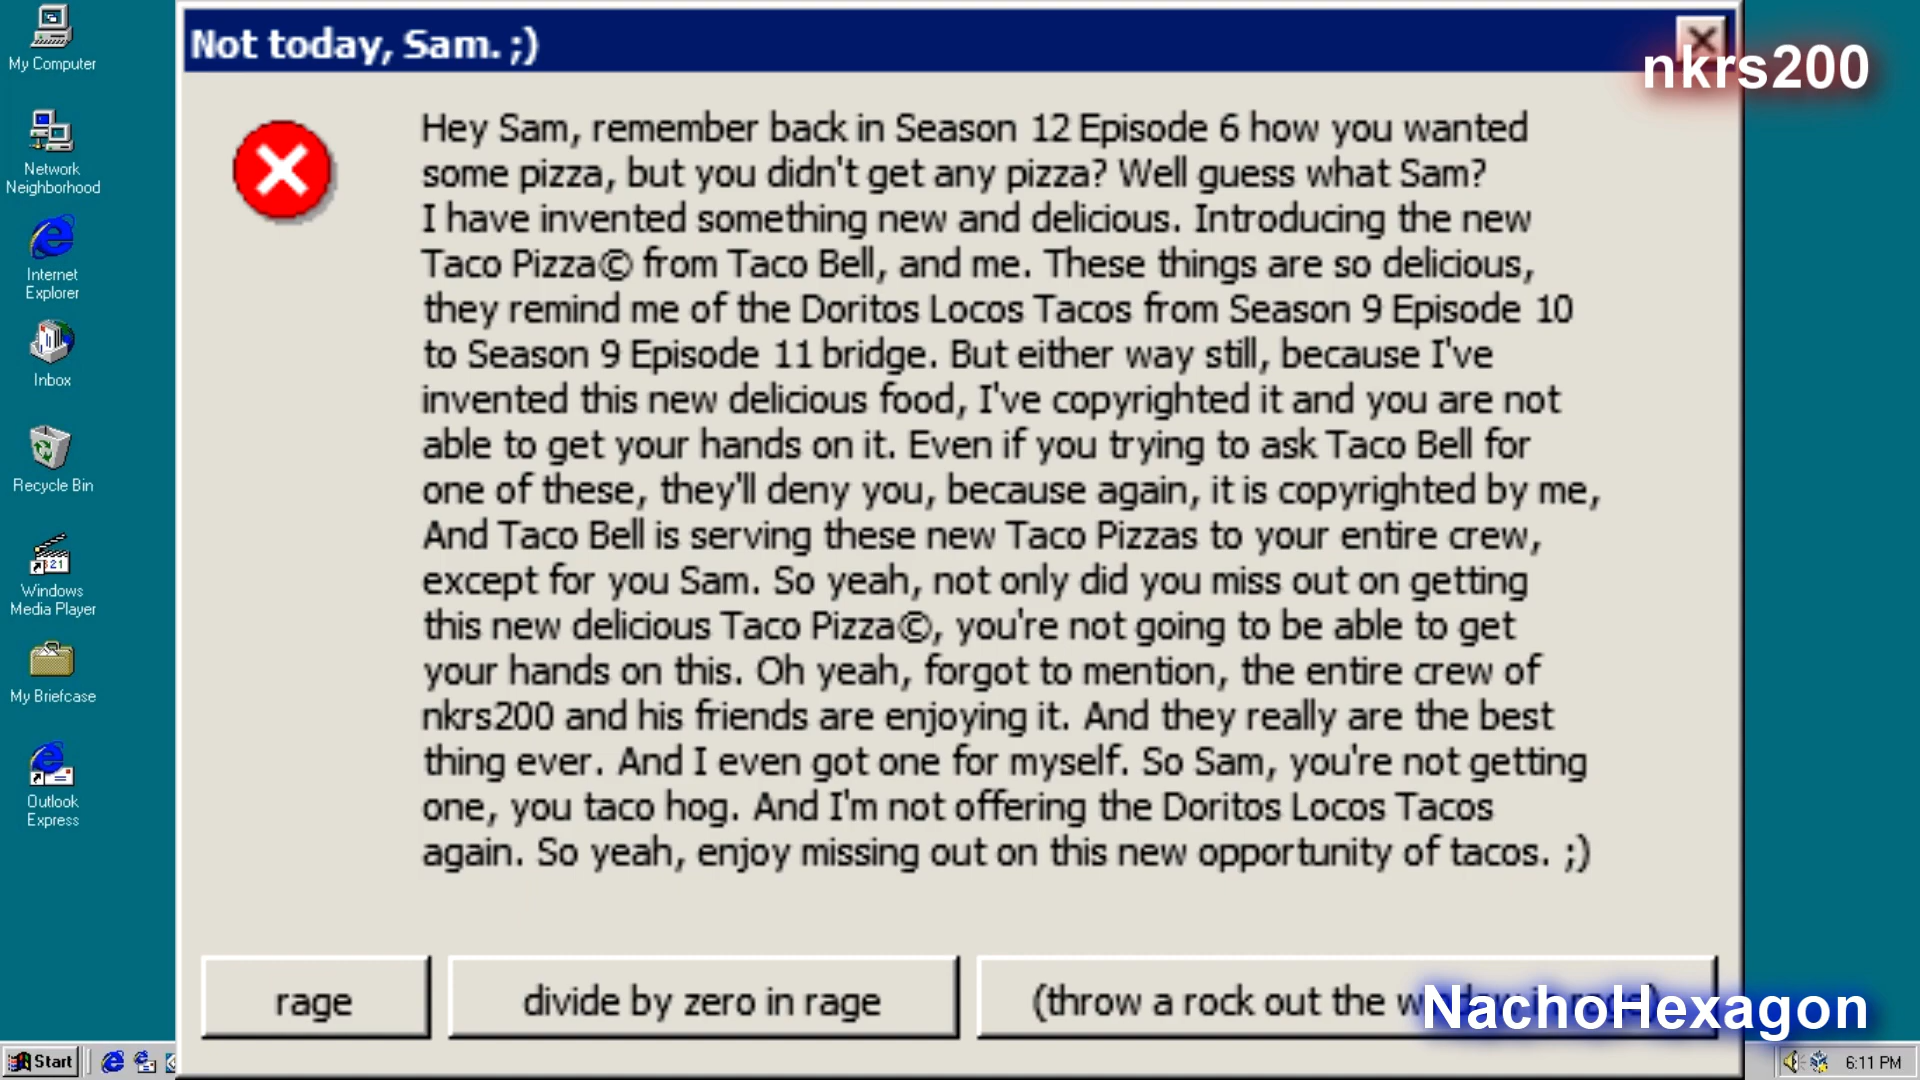 My Computer
Network
Neighborhood
Internet
Explorer
Inbox
Recycle Bin
Windows
Media Player
My Briefcase
Outlook
Express
Not today, Sam. ;)
nkrs200
Hey Sam, remember back in Season 12 Episode 6 how you wanted
some pizza, but you didn't get any pizza? Well guess what Sam?
I have invented something new and delicious. Introducing the new
Taco Pizza© from Taco Bell, and me. These things are so delicious,
they remind me of the Doritos Locos Tacos from Season 9 Episode 10
to Season 9 Episode 11 bridge. But either way still, because I've
invented this new delicious food, I've copyrighted it and you are not
able to get your hands on it. Even if you trying to ask Taco Bell for
one of these, they'll deny you, because again, it is copyrighted by me,
And Taco Bell is serving these new Taco Pizzas to your entire crew,
except for you Sam. So yeah, not only did you miss out on getting
this new delicious Taco Pizza©, you're not going to be able to get
your hands on this. Oh yeah, forgot to mention, the entire crew of
nkrs200 and his friends are enjoying it. And they really are the best
thing ever. And I even got one for myself. So Sam, you're not getting
one, you taco hog. And I'm not offering the Doritos Locos Tacos
again. So yeah, enjoy missing out on this new opportunity of tacos. ;)
rage
divide by zero in rage
(throw a rock out the
NachoHexagon
Start
6:11 PM